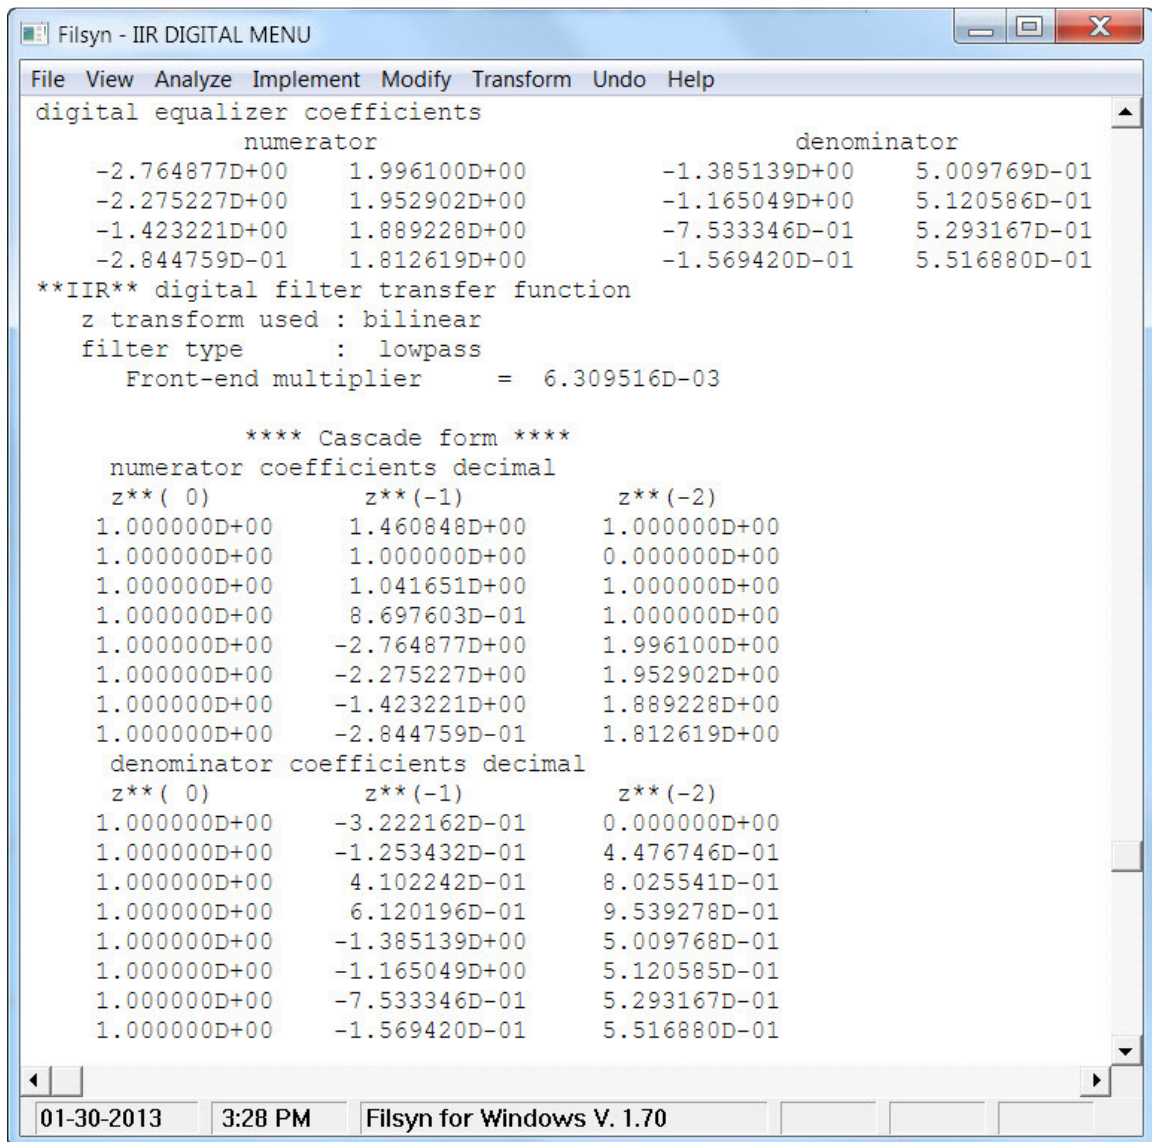 Filsyn - IIR DIGITAL MENU
File View Analyze Implement Modify Transform Undo Help
digital equalizer coefficients
numerator denominator
-2.764877D+00 1.996100D+00 -1.385139D+00 5.009769D-01
-2.275227D+00 1.952902D+00 -1.165049D+00 5.120586D-01
-1.423221D+00 1.889228D+00 -7.533346D-01 5.293167D-01
-2.844759D-01 1.812619D+00 -1.569420D-01 5.516880D-01
**IIR** digital filter transfer function
z transform used : bilinear
filter type : lowpass
Front-end multiplier = 6.309516D-03
**** Cascade form ****
numerator coefficients decimal
z**( 0) z**(-1) z**(-2)
1.000000D+00 1.460848D+00 1.000000D+00
1.000000D+00 1.000000D+00 0.000000D+00
1.000000D+00 1.041651D+00 1.000000D+00
1.000000D+00 8.697603D-01 1.000000D+00
1.000000D+00 -2.764877D+00 1.996100D+00
1.000000D+00 -2.275227D+00 1.952902D+00
1.000000D+00 -1.423221D+00 1.889228D+00
1.000000D+00 -2.844759D-01 1.812619D+00
denominator coefficients decimal
z**( 0) z**(-1) z**(-2)
1.000000D+00 -3.222162D-01 0.000000D+00
1.000000D+00 -1.253432D-01 4.476746D-01
1.000000D+00 4.102242D-01 8.025541D-01
1.000000D+00 6.120196D-01 9.539278D-01
1.000000D+00 -1.385139D+00 5.009768D-01
1.000000D+00 -1.165049D+00 5.120585D-01
1.000000D+00 -7.533346D-01 5.293167D-01
1.000000D+00 -1.569420D-01 5.516880D-01
01-30-2013 3:28 PM Filsyn for Windows V. 1.70